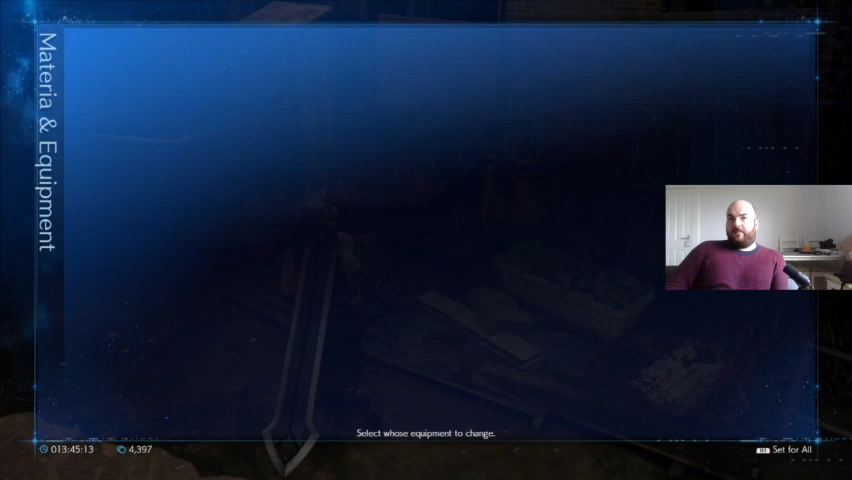 Materia & Equipment
Select whose equipment to change.
013:45:13
4,397
Set for All